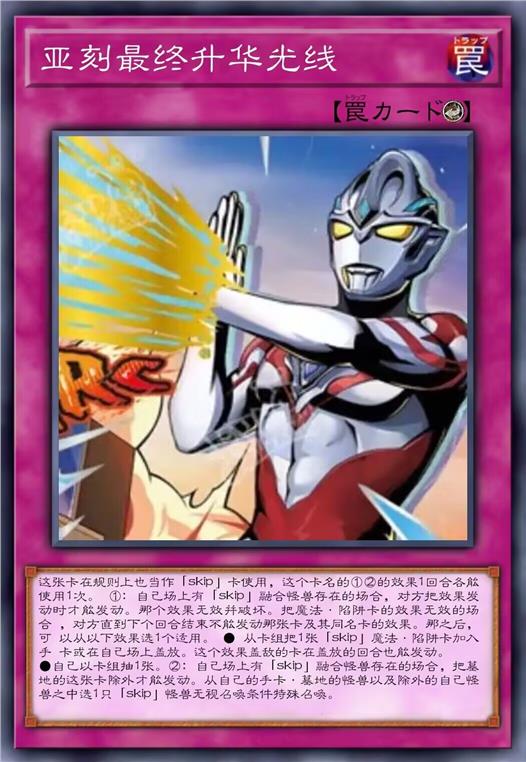 亚刻最终升华光线
トラップ
罠
トラップ
【罠カード】
ARc
这张卡在规则上也当作「skip」卡使用，这个卡名的①②的效果1回合各能
使用1次。 ①：自己场上有「skip」融合怪兽存在的场合，对方把效果发
动时才能发动。那个效果无效并破坏。把魔法·陷阱卡的效果无效的场
合 ，对方直到下个回合结束不能发动那张卡及其同名卡的效果。那之后，
可 以从以下效果选1个适用。 ● 从卡组把1张「skip」魔法·陷阱卡加入
手 卡或在自己场上盖放。这个效果盖放的卡在盖放的回合也能发动。
●自己以卡组抽1张。②：自己场上有「skip」融合怪兽存在的场合，把墓
地的这张卡除外才能发动。从自己的手卡·墓地的怪兽以及除外的自己怪
兽之中选1只「skip」怪兽无视召唤条件特殊召唤。